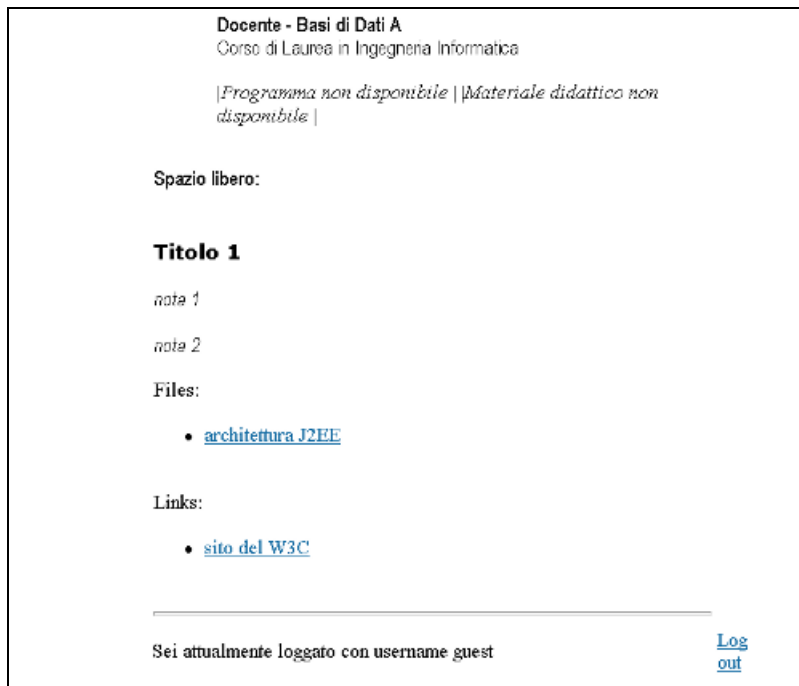 Docente - Basi di Dati A
Corso di Laurea in Ingegneria Informatica
|Programma non disponibile | |Materiale didattico non
disponibile |
Spazio libero:
Titolo 1
note 1
note 2
Files:
• architettura J2EE
Links:
• sito del W3C
Sei attualmente loggato con username guest
Log
out